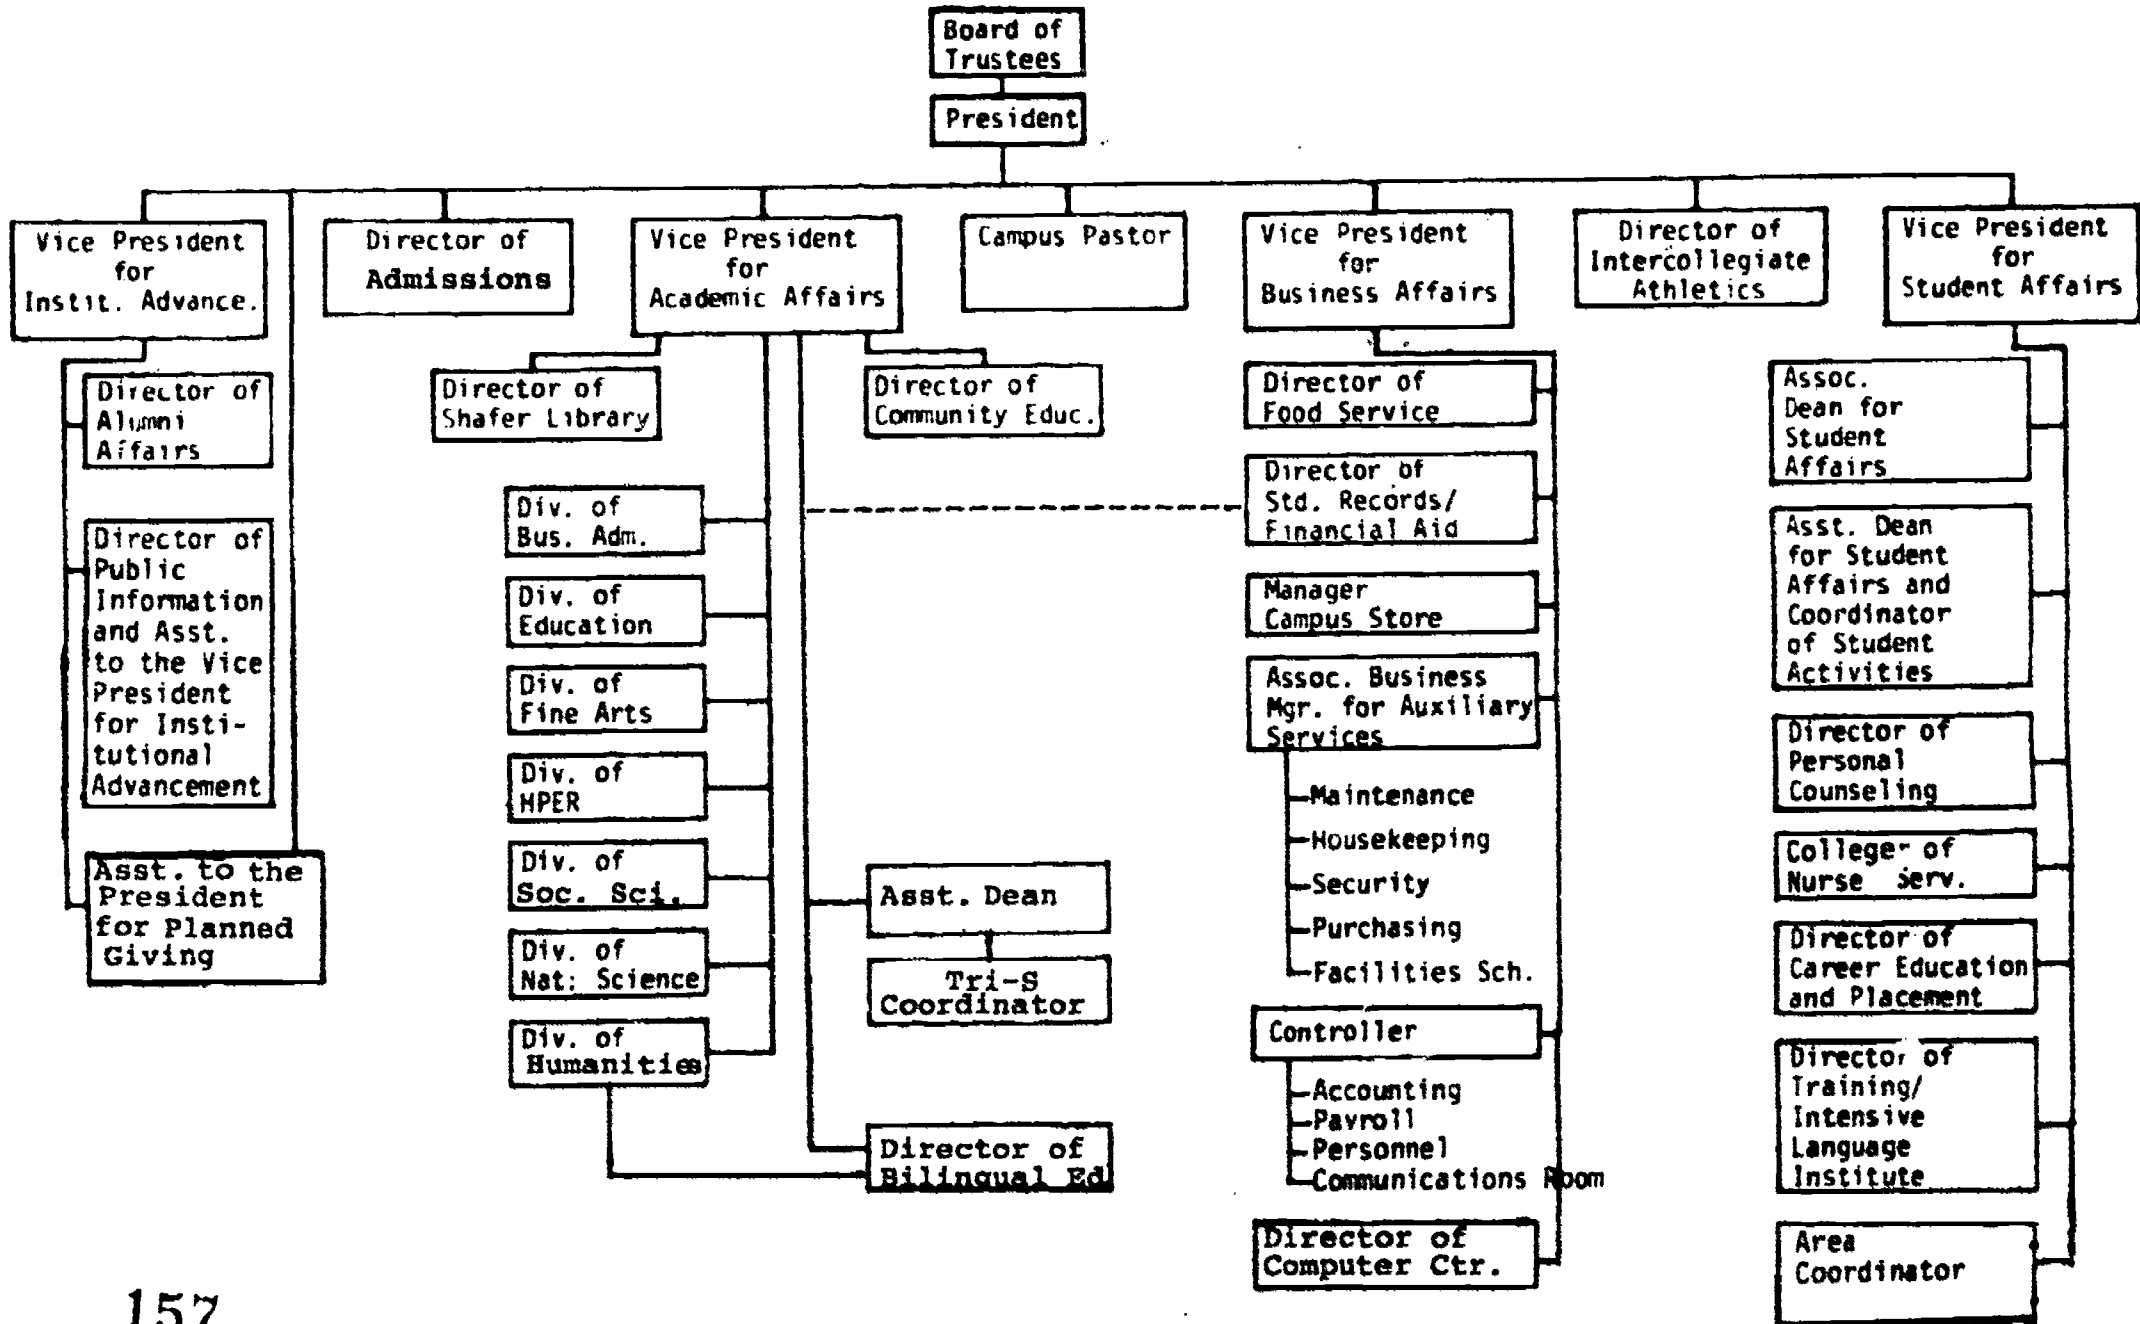 Board of
Trustees
President
Vice President
for
Instit. Advance.
Director of
Admissions
Vice President
for
Academic Affairs
Campus Pastor
Vice President
for
Business Affairs
Director of
Intercollegiate
Athletics
Vice President
for
Student Affairs
Director of
Alumni
Affairs
Director of
Public
Information
and Asst.
to the Vice
President
for Insti-
tutional
Advancement
Asst. to the
President
for Planned
Giving
Director of
Shafer Library
Director of
Community Educ.
Div. of
Bus. Adm.
Div. of
Education
Div. of
Fine Arts
Div. of
HPER
Div. of
Soc. Sci.
Div. of
Nat: Science
Div. of
Humanities
Asst. Dean
Tri-S
Coordinator
Director of
Bilingual Ed
Director of
Food Service
Director of
Std. Records/
Financial Aid
Manager
Campus Store
Assoc. Business
Mgr. for Auxiliary
Services
Maintenance
Housekeeping
Security
Purchasing
Facilities Sch.
Controller
Accounting
Payroll
Personnel
Communications Room
Director of
Computer Ctr.
Assoc.
Dean for
Student
Affairs
Asst. Dean
for Student
Affairs and
Coordinator
of Student
Activities
Director of
Personal
Counseling
College of
Nurse Serv.
Director of
Career Education
and Placement
Director of
Training/
Intensive
Language
Institute
Area
Coordinator
157